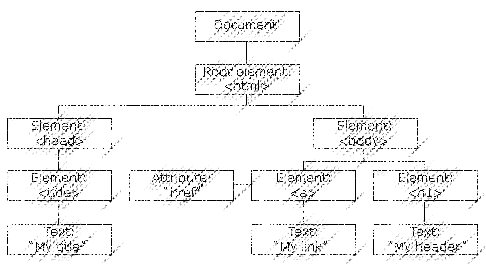 Document
Root element:
<html>
Element:
<head>
Element:
<body>
Element:
<title>
Attribute:
"href"
Element:
<a>
Element:
<h1>
Text:
"My title"
Text:
"My link"
Text:
"My header"